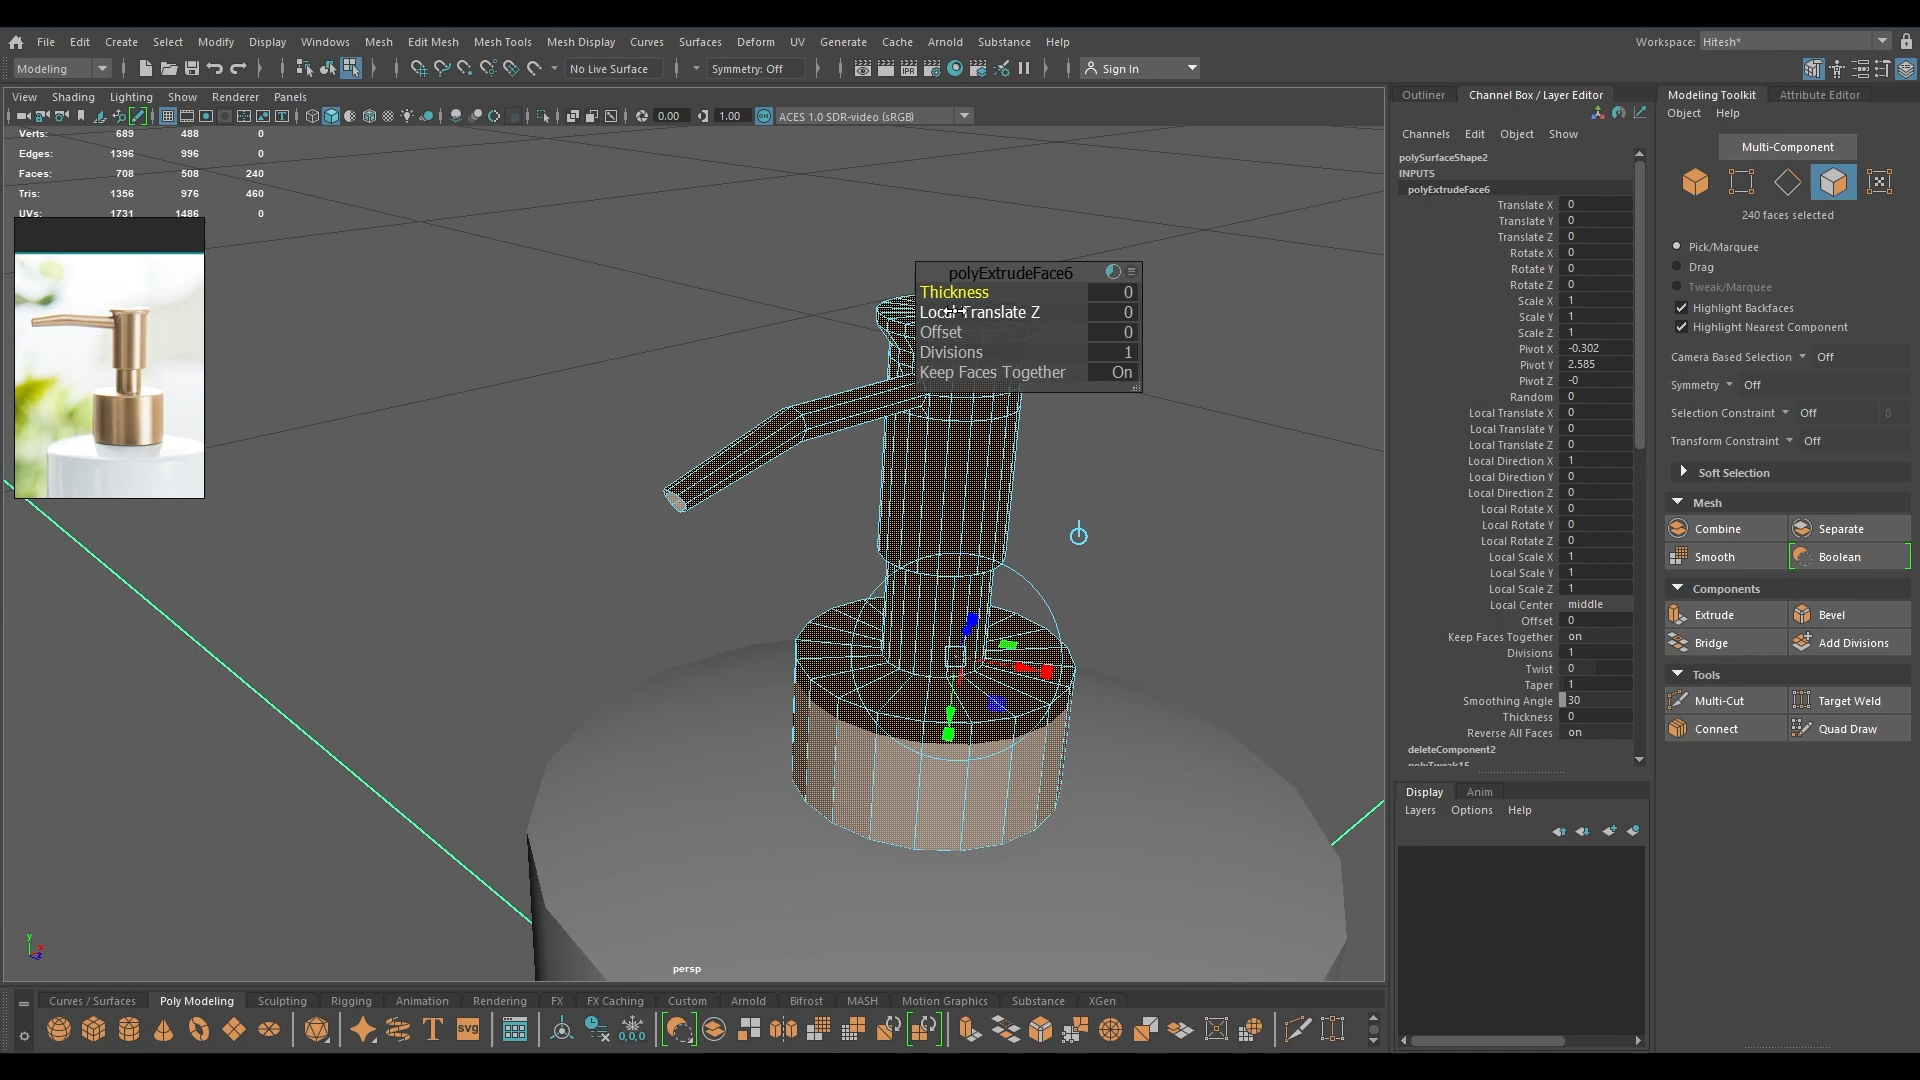 File Edit Create Select Modify Display Windows Mesh Edit Mesh Mesh Tools Mesh Display Curves Surfaces Deform UV Generate Cache Arnold Substance Help
Workspace: Hitesh*
Modeling No Live Surface Symmetry: Off Sign In
View Shading Lighting Show Renderer Panels
0.00 1.00 ON ACES 1.0 SDR-video (sRGB)
Verts: 689 488 0
Edges: 1396 996 0
Faces: 708 508 240
Tris: 1356 976 460
UVs: 1731 1486 0
polyExtrudeFace6
Thickness 0
Local Translate Z 0
Offset 0
Divisions 1
Keep Faces Together On
persp
y
x
z
Outliner Channel Box / Layer Editor
Channels Edit Object Show
polySurfaceShape2
INPUTS
polyExtrudeFace6
Translate X 0
Translate Y 0
Translate Z 0
Rotate X 0
Rotate Y 0
Rotate Z 0
Scale X 1
Scale Y 1
Scale Z 1
Pivot X -0.302
Pivot Y 2.585
Pivot Z -0
Random 0
Local Translate X 0
Local Translate Y 0
Local Translate Z 0
Local Direction X 1
Local Direction Y 0
Local Direction Z 0
Local Rotate X 0
Local Rotate Y 0
Local Rotate Z 0
Local Scale X 1
Local Scale Y 1
Local Scale Z 1
Local Center middle
Offset 0
Keep Faces Together on
Divisions 1
Twist 0
Taper 1
Smoothing Angle 30
Thickness 0
Reverse All Faces on
deleteComponent2
polyTweak15
Display Anim
Layers Options Help
Modeling Toolkit Attribute Editor
Object Help
Multi-Component
240 faces selected
Pick/Marquee
Drag
Tweak/Marquee
Highlight Backfaces
Highlight Nearest Component
Camera Based Selection Off
Symmetry Off
Selection Constraint Off 0
Transform Constraint Off
Soft Selection
Mesh
Combine Separate
Smooth Boolean
Components
Extrude Bevel
Bridge Add Divisions
Tools
Multi-Cut Target Weld
Connect Quad Draw
Curves / Surfaces Poly Modeling Sculpting Rigging Animation Rendering FX FX Caching Custom Arnold Bifrost MASH Motion Graphics Substance XGen
T SVG 0,0,0